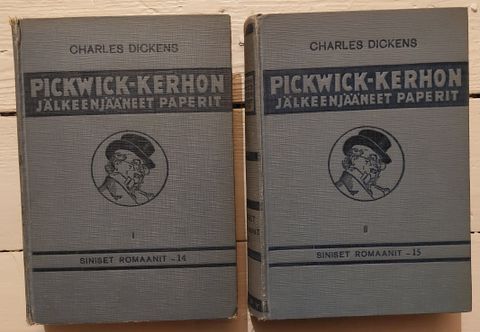 CHARLES DICKENS
PICKWICK-KERHON
JÄLKEENJÄÄNEET PAPERIT
I
SINISET ROMAANIT - 14
CHARLES DICKENS
PICKWICK-KERHON
JÄLKEENJÄÄNEET PAPERIT
II
SINISET ROMAANIT - 15